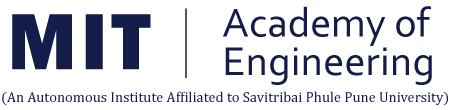 MIT
Academy of
Engineering
(An Autonomous Institute Affiliated to Savitribai Phule Pune University)